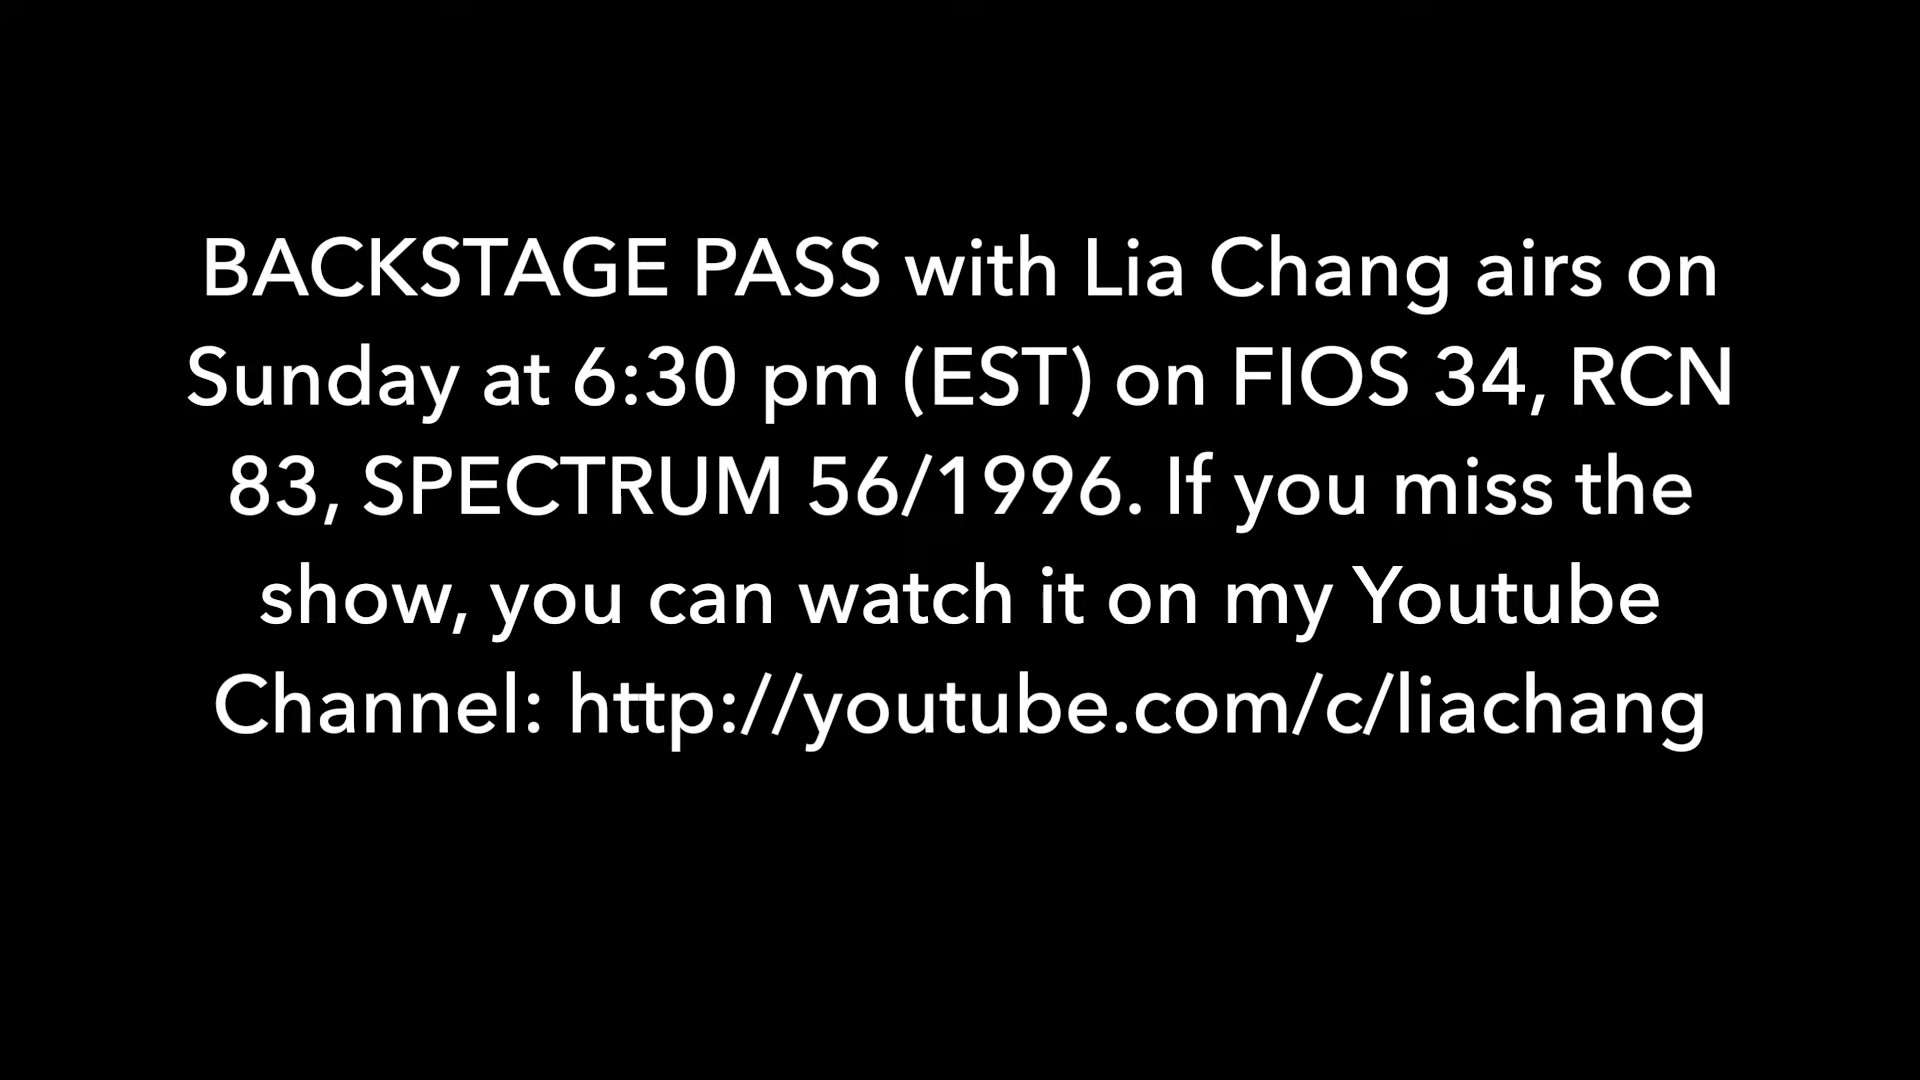 BACKSTAGE PASS with Lia Chang airs on
Sunday at 6:30 pm (EST) on FIOS 34, RCN
83, SPECTRUM 56/1996. If you miss the
show, you can watch it on my Youtube
Channel: http://youtube.com/c/liachang